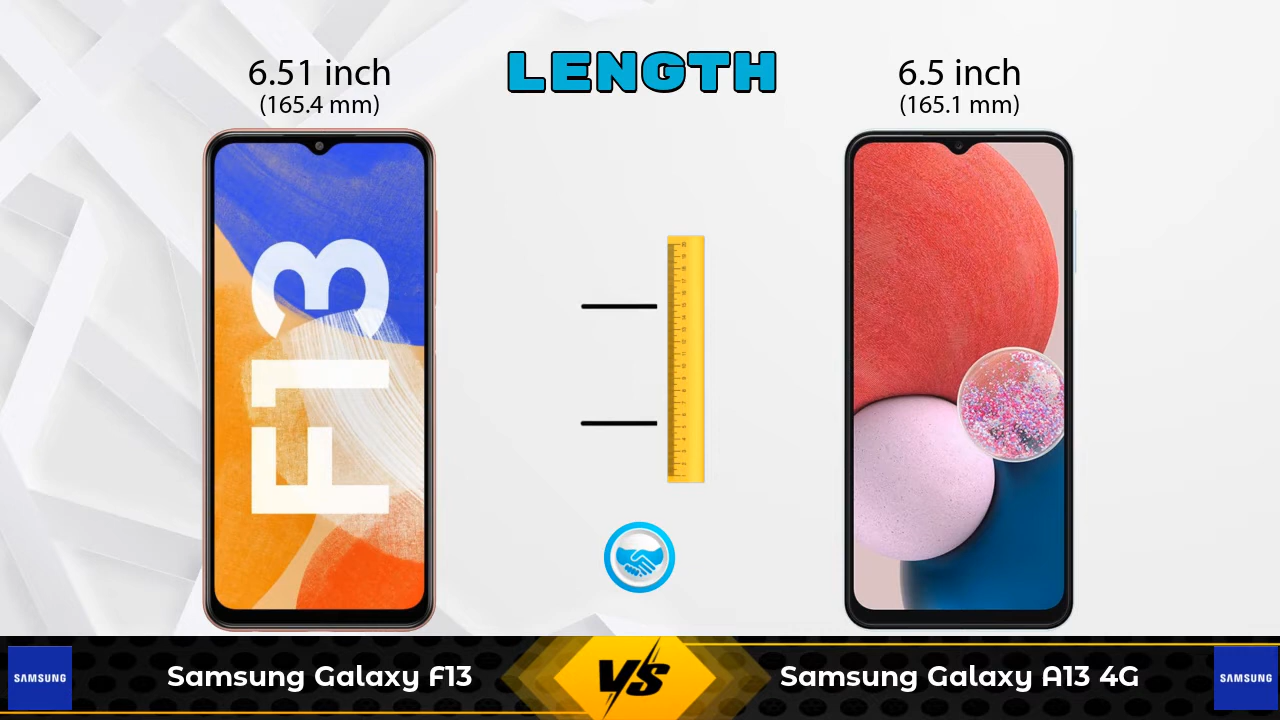 LENGTH
6.51 inch
(165.4 mm)
6.5 inch
(165.1 mm)
F13
SAMSUNG
Samsung Galaxy F13
VS
Samsung Galaxy A13 4G
SAMSUNG